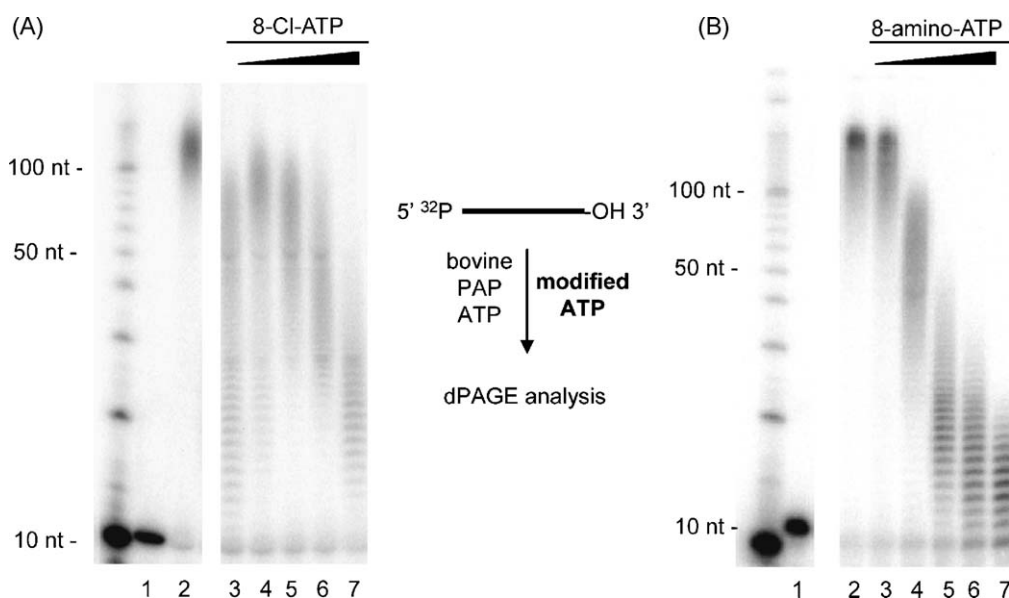 (A)
8-Cl-ATP
100 nt -
50 nt -
10 nt -
1 2 3 4 5 6 7
5' ³²P -OH 3'
bovine
PAP
ATP
modified
ATP
dPAGE analysis
(B)
8-amino-ATP
100 nt -
50 nt -
10 nt -
1 2 3 4 5 6 7